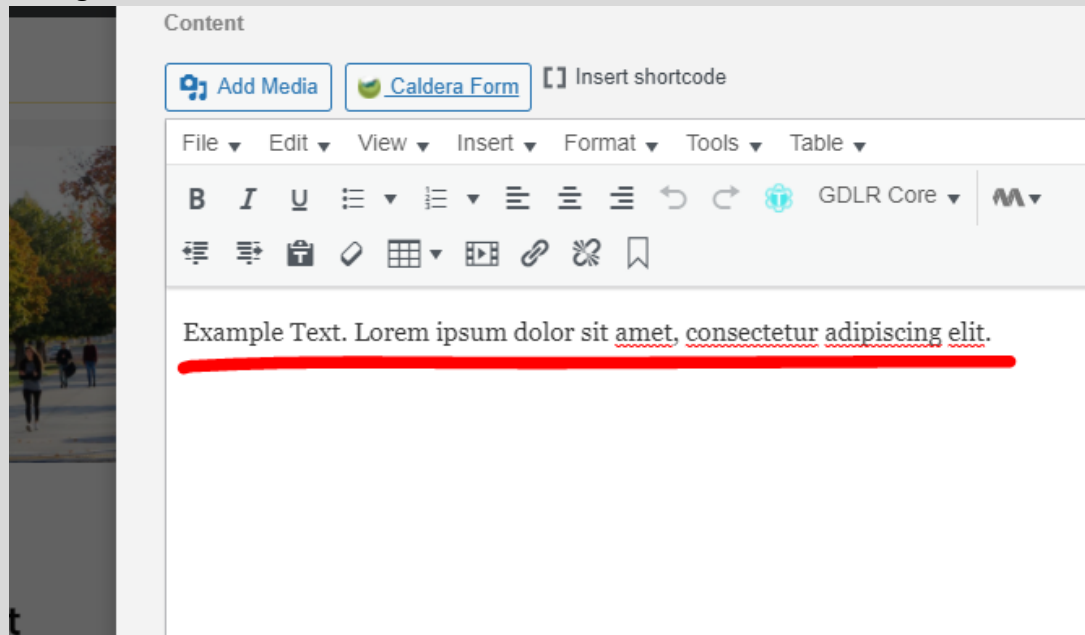 Content
Add Media Caldera Form Insert shortcode
File Edit View Insert Format Tools Table
B I U GDLR Core
Example Text. Lorem ipsum dolor sit amet, consectetur adipiscing elit.
t